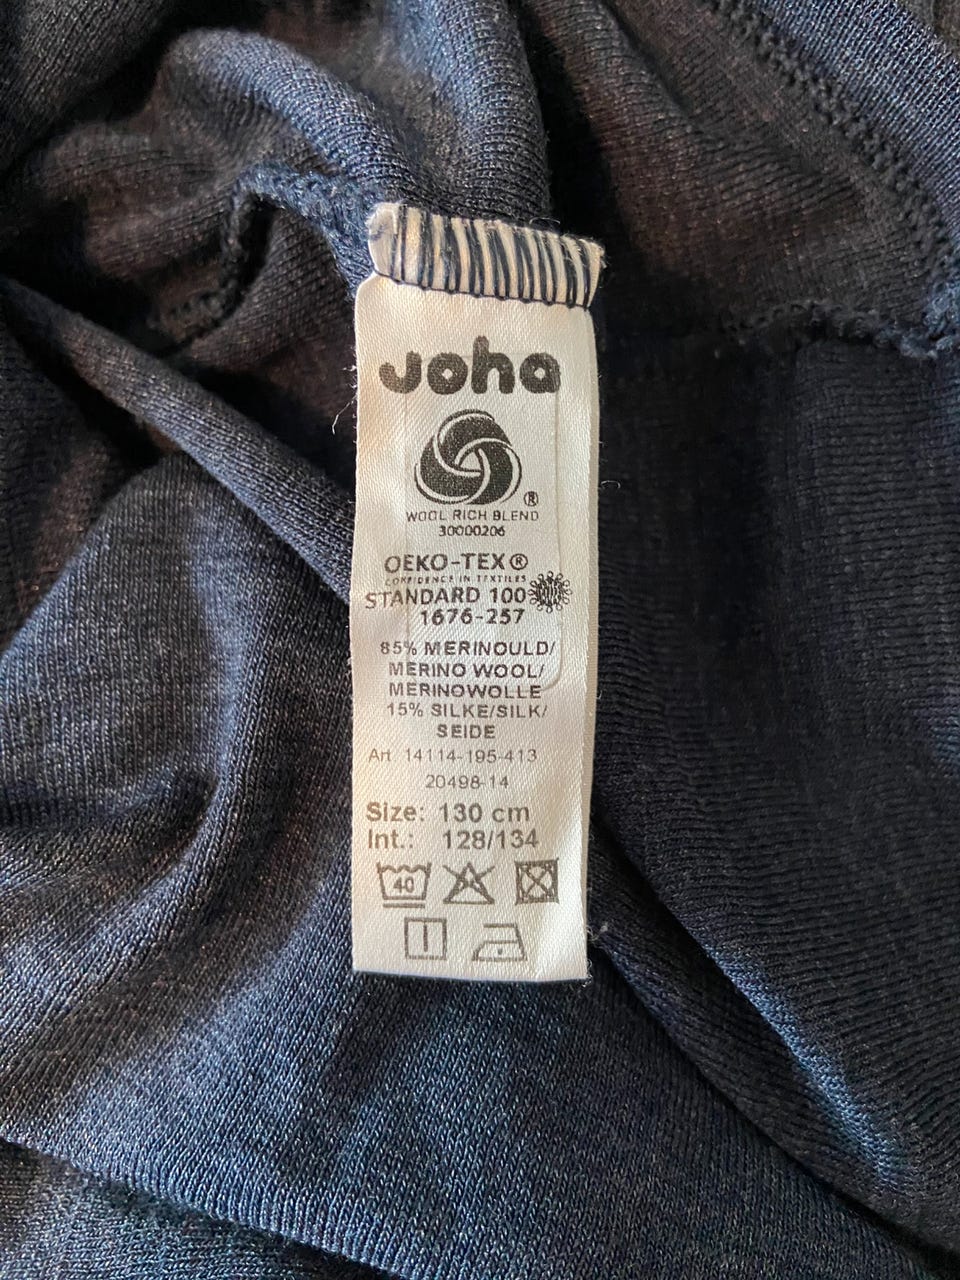 Joha
®
WOOL RICH BLEND
30000206
OEKO-TEX®
CONFIDENCE IN TEXTILES
STANDARD 100
1676-257
85% MERINOULD/
MERINO WOOL/
MERINOWOLLE
15% SILKE/SILK/
SEIDE
Art 14114-195-413
20498-14
Size: 130 cm
Int.: 128/134
40